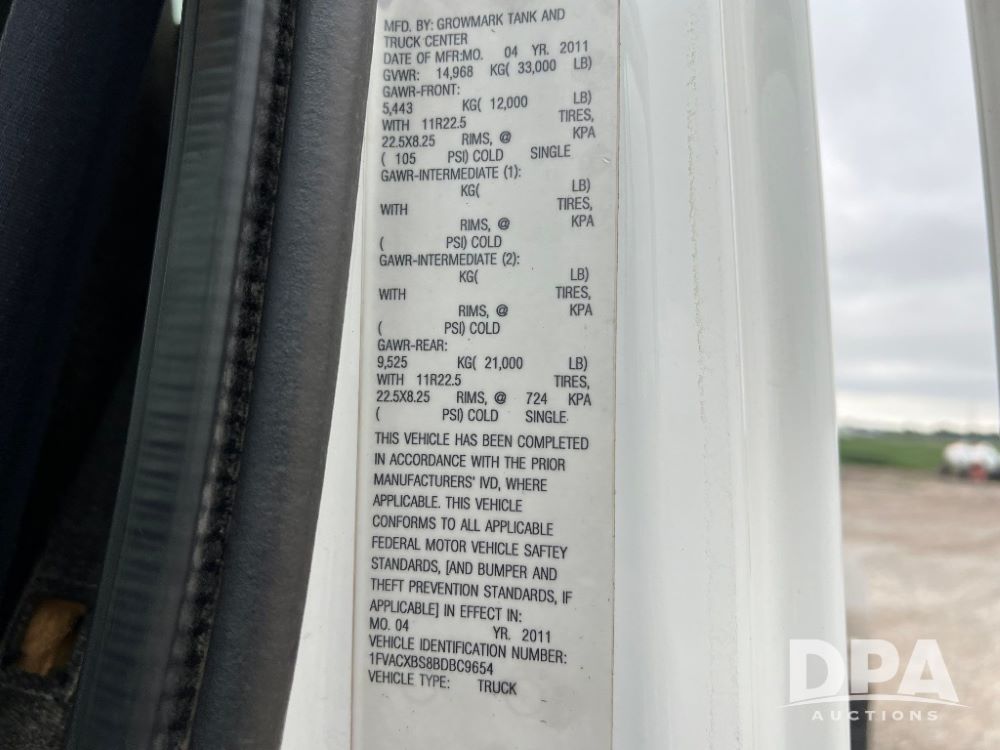 MFD. BY: GROWMARK TANK AND
TRUCK CENTER
DATE OF MFR:MO. 04 YR. 2011
GVWR: 14,968 KG( 33,000 LB)
GAWR-FRONT:
5,443 KG( 12,000 LB)
WITH 11R22.5 TIRES,
22.5X8.25 RIMS, @ KPA
( 105 PSI) COLD SINGLE
GAWR-INTERMEDIATE (1):
KG( LB)
WITH TIRES,
RIMS, @ KPA
( PSI) COLD
GAWR-INTERMEDIATE (2):
KG( LB)
WITH TIRES,
RIMS, @ KPA
( PSI) COLD
GAWR-REAR:
9,525 KG( 21,000 LB)
WITH 11R22.5 TIRES,
22.5X8.25 RIMS, @ 724 KPA
( PSI) COLD SINGLE
THIS VEHICLE HAS BEEN COMPLETED
IN ACCORDANCE WITH THE PRIOR
MANUFACTURERS' IVD, WHERE
APPLICABLE. THIS VEHICLE
CONFORMS TO ALL APPLICABLE
FEDERAL MOTOR VEHICLE SAFTEY
STANDARDS, [AND BUMPER AND
THEFT PREVENTION STANDARDS, IF
APPLICABLE] IN EFFECT IN:
MO. 04 YR. 2011
VEHICLE IDENTIFICATION NUMBER:
1FVACXBS8BDBC9654
VEHICLE TYPE: TRUCK
DPA
AUCTIONS